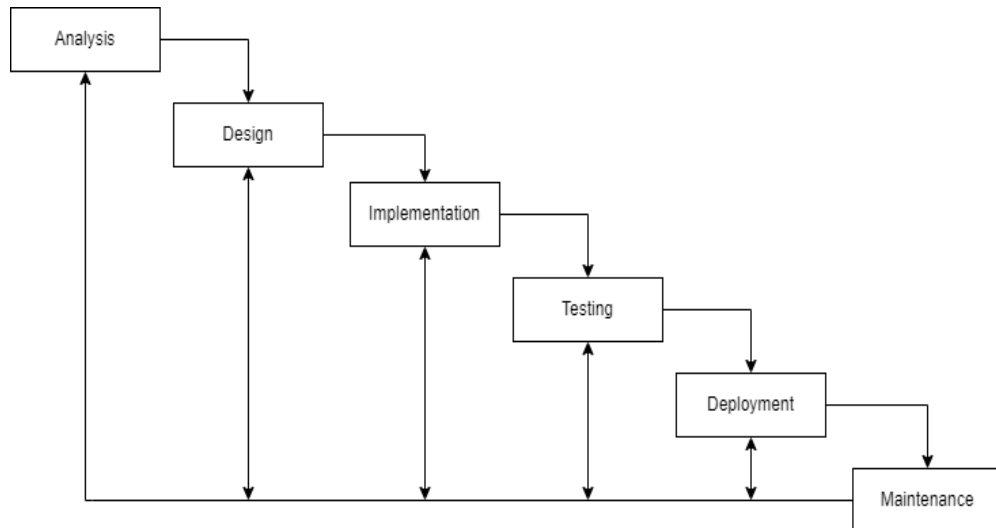 Analysis
Design
Implementation
Testing
Deployment
Maintenance